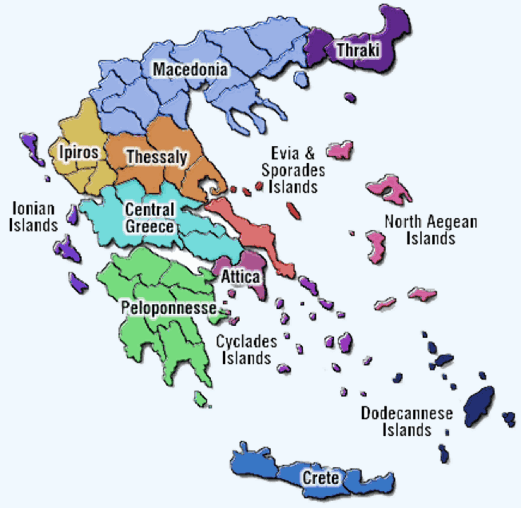 Thraki
Macedonia
Ipiros
Thessaly
Evia &
Sporades
Islands
Ionian
Islands
Central
Greece
North Aegean
Islands
Attica
Peloponnesse
Cyclades
Islands
Dodecannese
Islands
Crete